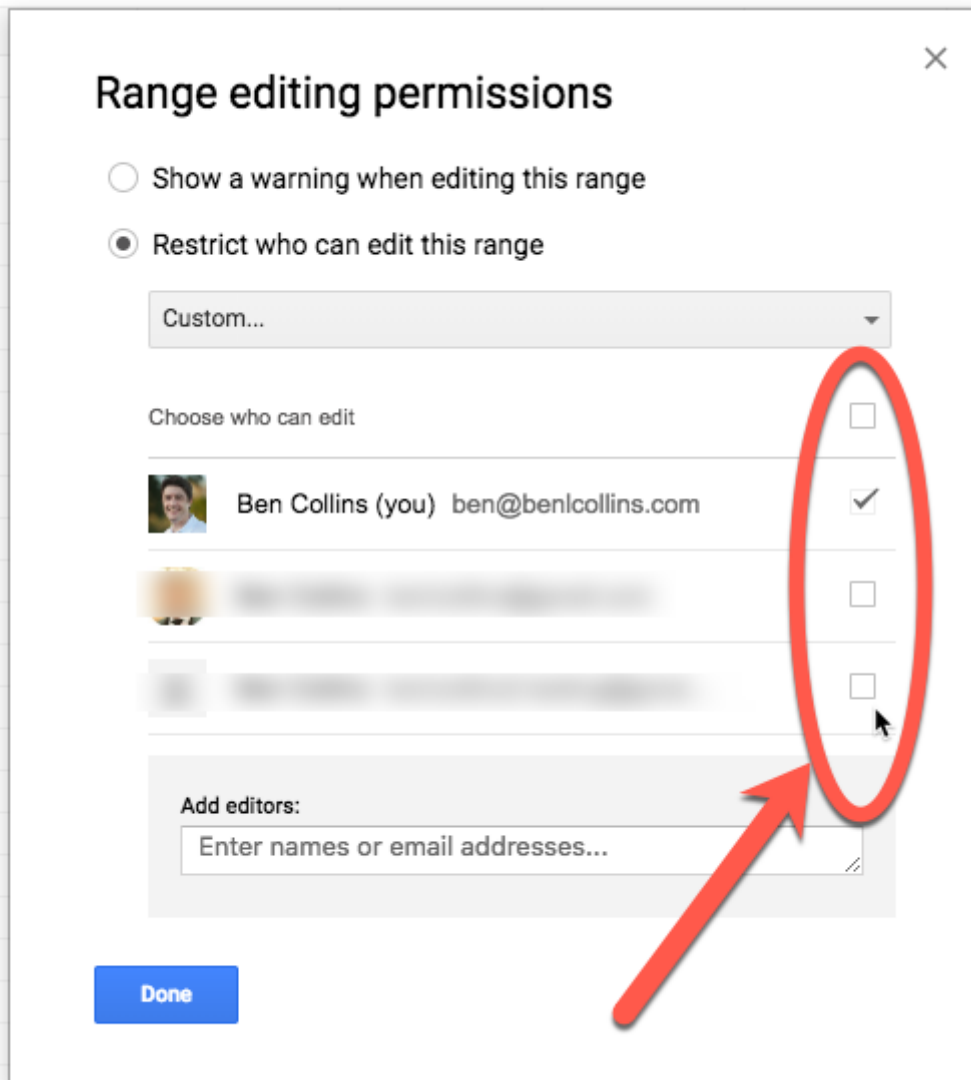 Range editing permissions
Show a warning when editing this range
Restrict who can edit this range
Custom...
Choose who can edit
Ben Collins (you) ben@benlcollins.com
Add editors:
Enter names or email addresses...
Done